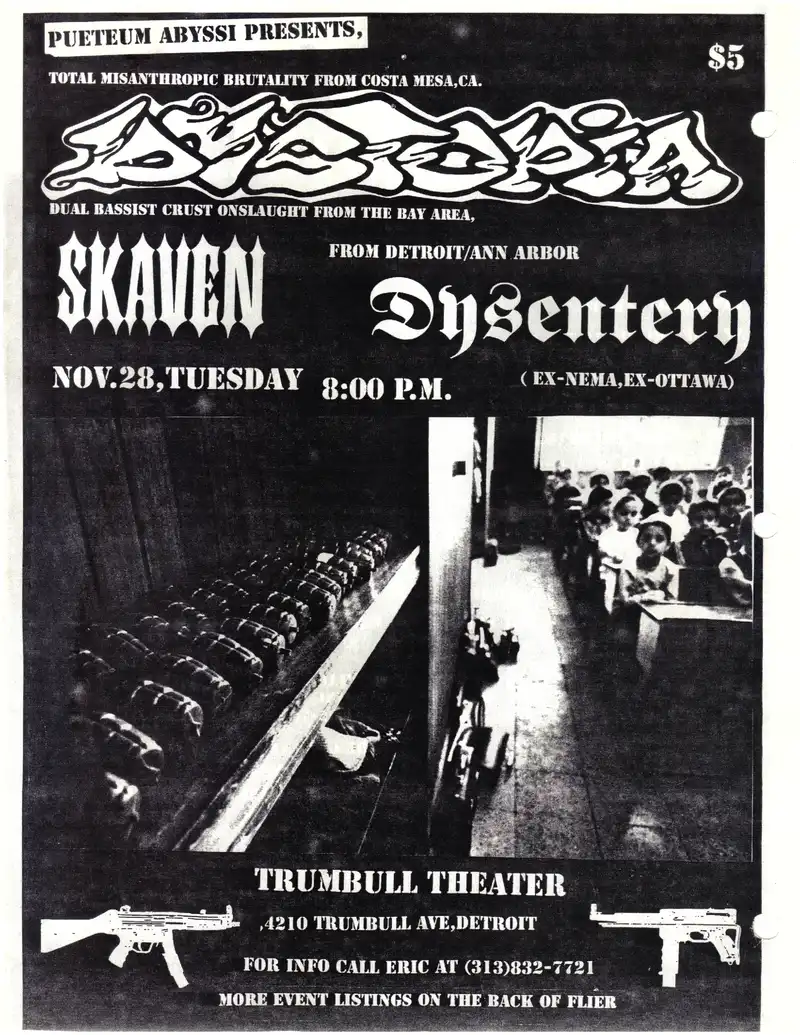 PUETEUM ABYSSI PRESENTS,
$5
TOTAL MISANTHROPIC BRUTALITY FROM COSTA MESA,CA.
DYSTOPIA
DUAL BASSIST CRUST ONSLAUGHT FROM THE BAY AREA,
SKAVEN
FROM DETROIT/ANN ARBOR
Dysentery
( EX-NEMA,EX-OTTAWA)
NOV.28,TUESDAY 8:00 P.M.
TRUMBULL THEATER
,4210 TRUMBULL AVE,DETROIT
FOR INFO CALL ERIC AT (313)832-7721
MORE EVENT LISTINGS ON THE BACK OF FLIER